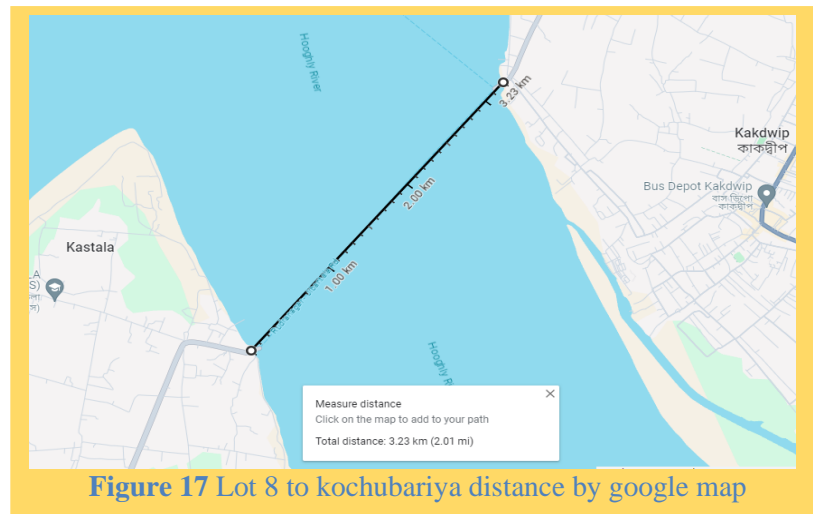 Hooghly River
3.23 km
Kakdwip
কাকদ্বীপ
Bus Depot Kakdwip
বাস ডিপো
কাকদ্বীপ
2.00 km
Kastala
LA
S)
1.00 km
Hooghly R
Measure distance
Click on the map to add to your path
Total distance: 3.23 km (2.01 mi)
Figure 17 Lot 8 to kochubariya distance by google map